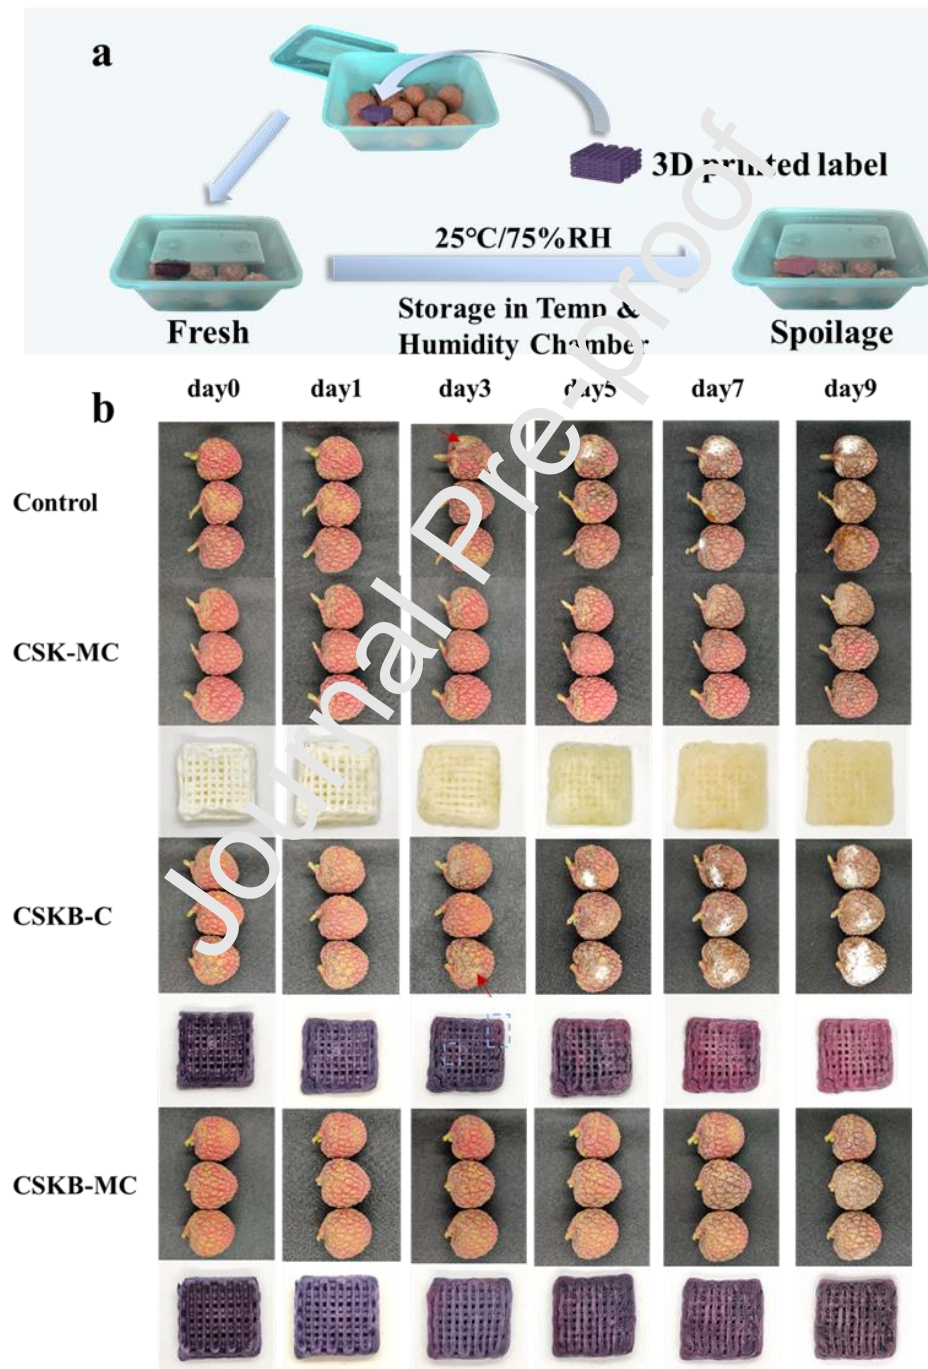 a
3D printed label
25°C/75%RH
Storage in Temp &
Humidity Chamber
Fresh
Spoilage
b
day0 day1 day3 day5 day7 day9
Control
CSK-MC
CSKB-C
CSKB-MC
Journal Pre-proof